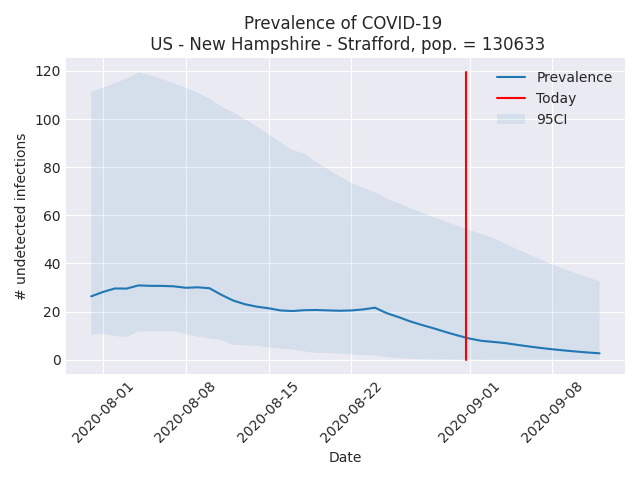 Prevalence of COVID-19
US - New Hampshire - Strafford, pop. = 130633
# undetected infections
120
100
80
60
40
20
0
Prevalence
Today
95CI
2020-08-01
2020-08-08
2020-08-15
2020-08-22
2020-09-01
2020-09-08
Date